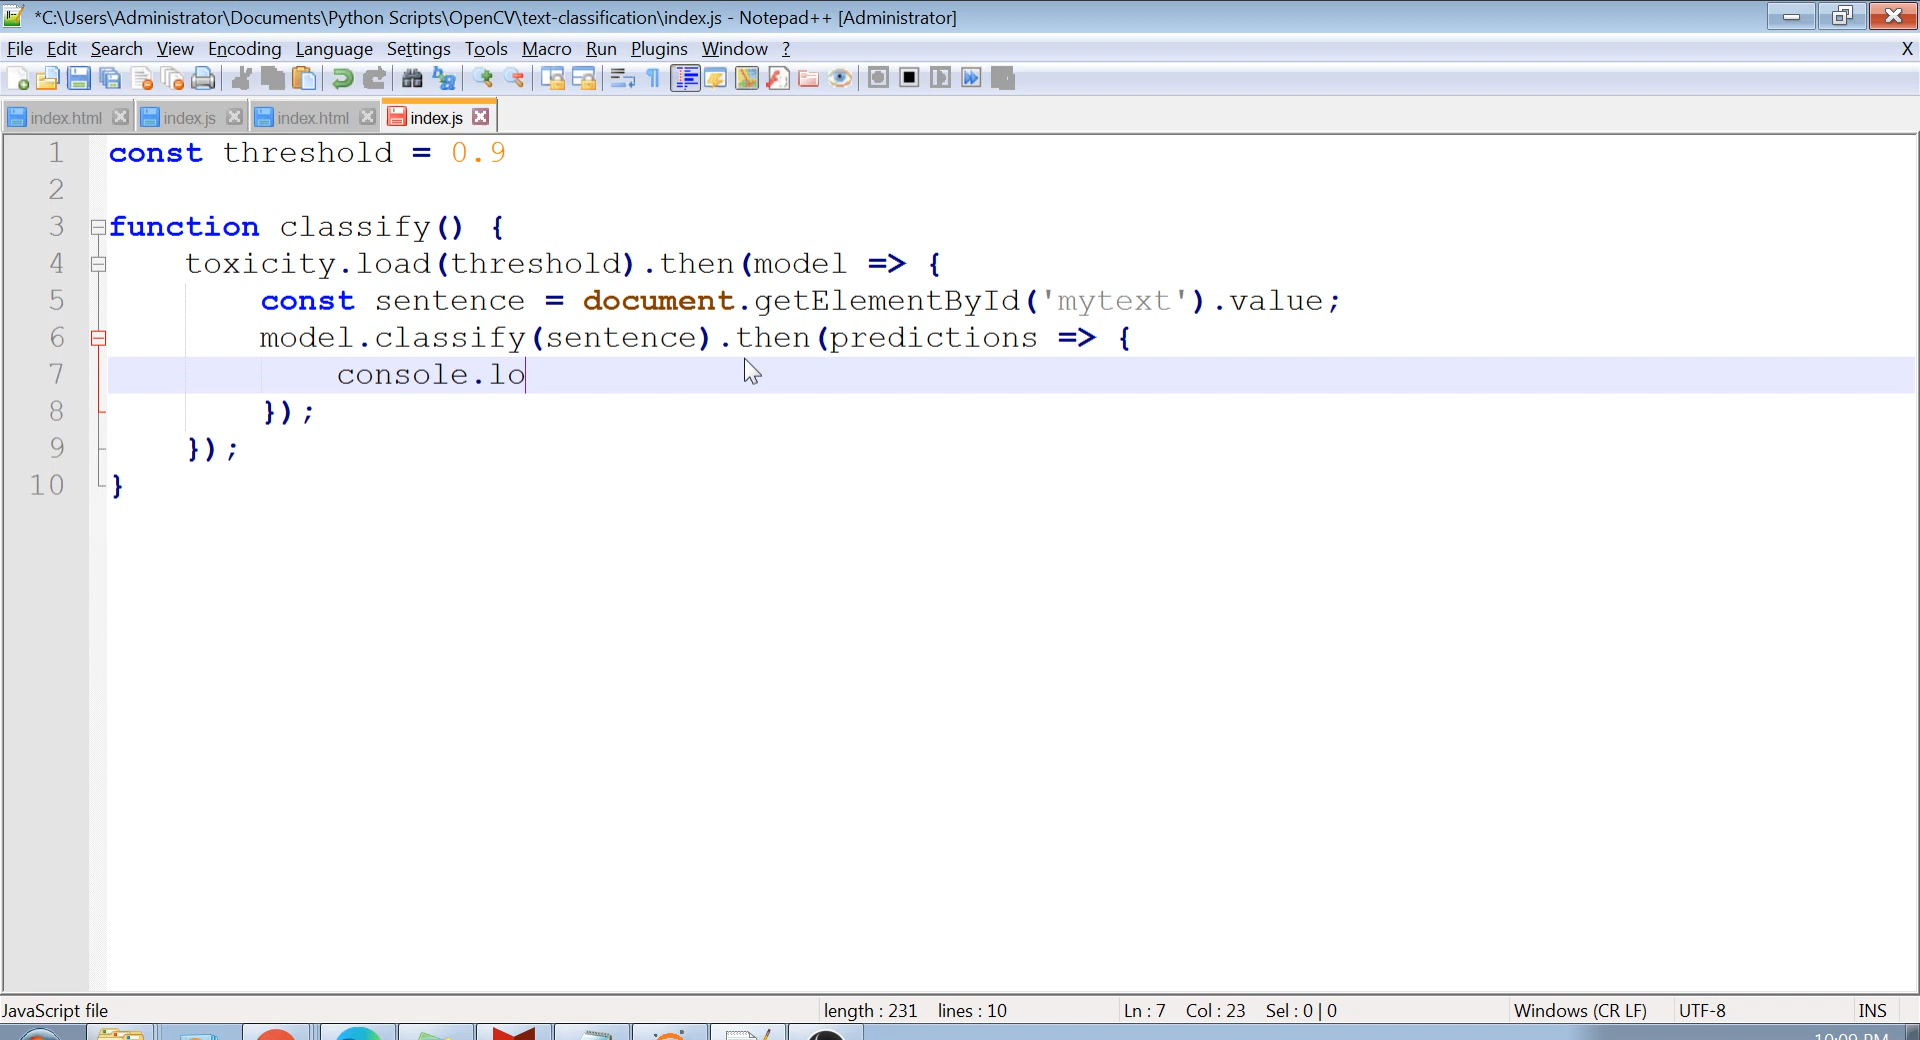 *C:\Users\Administrator\Documents\Python Scripts\OpenCV\text-classification\index.js - Notepad++ [Administrator]
File Edit Search View Encoding Language Settings Tools Macro Run Plugins Window ? X
index.html index.js index.html index.js
1 const threshold = 0.9
2
3 function classify() {
4 toxicity.load(threshold).then(model => {
5 const sentence = document.getElementById('mytext').value;
6 model.classify(sentence).then(predictions => {
7 console.lo
8 });
9 });
10 }
JavaScript file length : 231 lines : 10 Ln : 7 Col : 23 Sel : 0 | 0 Windows (CR LF) UTF-8 INS
10:09 PM